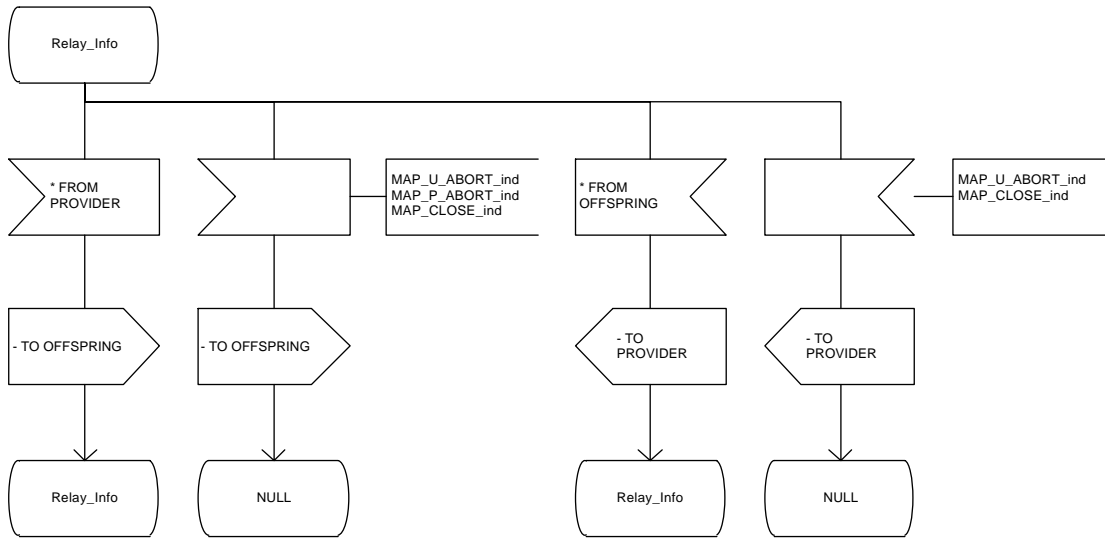 Relay_Info
* FROM
PROVIDER
MAP_U_ABORT_ind
MAP_P_ABORT_ind
MAP_CLOSE_ind
* FROM
OFFSPRING
MAP_U_ABORT_ind
MAP_CLOSE_ind
- TO OFFSPRING
- TO OFFSPRING
- TO
PROVIDER
- TO
PROVIDER
Relay_Info
NULL
Relay_Info
NULL